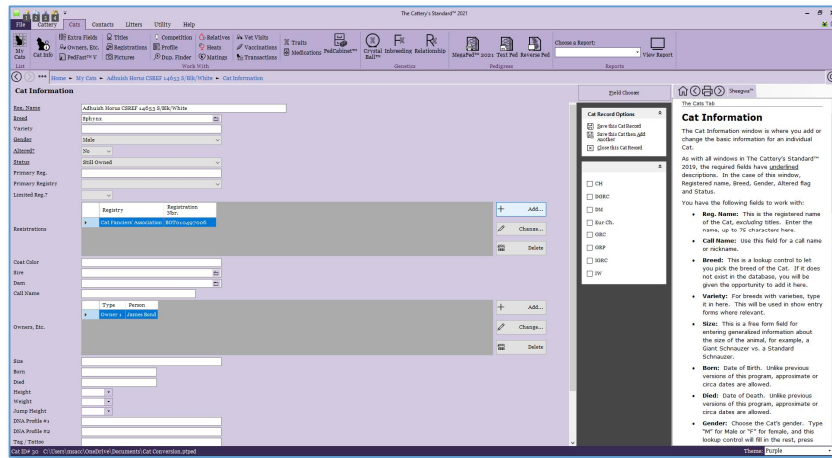 The Cattery's Standard™ 2021
1 2 3 4
File Cattery Cats Contacts Litters Utility Help
My Cats
Cat Info
Extra Fields
Owners, Etc.
PedFast™ V
Titles
Registrations
Pictures
Competition
Profile
Dup. Finder
Relatives
Heats
Matings
Vet Visits
Vaccinations
Transactions
Traits
Medications
PedCabinet™
Crystal Ball™
Inbreeding
Relationship
MegaPed™ 2021
Test Ped
Reverse Ped
Choose a Report:
View Report
List
Work With
Genetics
Pedigrees
Reports
Home My Cats Adhuish Horus CSREF 14653 S/Blk/White Cat Information
Cat Information
Reg. Name Adhuish Horus CSREF 14653 S/Blk/White
Breed Sphynx
Variety
Gender Male
Altered? No
Status Still Owned
Primary Reg.
Primary Registry
Limited Reg.?
Registrations
Registry Registration Nbr.
Cat Fanciers' Association
Add...
Change...
Delete
Coat Color
Sire
Dam
Call Name
Owners, Etc.
Type Person
Owner 1 James Bond
Add...
Change...
Delete
Size
Born
Died
Height
Weight
Jump Height
DNA Profile #1
DNA Profile #2
Tag / Tattoo
Field Chooser
Cat Record Options
Save this Cat Record
Save this Cat then Add Another
Close this Cat Record
CH
DGRC
DM
Eur Ch.
GRC
GRP
IGRC
IW
Sheegwa™
The Cats Tab
Cat Information
The Cat Information window is where you add or
change the basic information for an individual
Cat.
As with all windows in The Cattery's Standard™
2019, the required fields have underlined
descriptions. In the case of this window,
Registered name, Breed, Gender, Altered flag
and Status.
You have the following fields to work with:
• Reg. Name: This is the registered name
of the Cat, excluding titles. Enter the
name, up to 75 characters here.
• Call Name: Use this field for a call name
or nickname.
• Breed: This is a lookup control to let
you pick the breed of the Cat. If it does
not exist in the database, you will be
given the opportunity to add it here.
• Variety: For breeds with varieties, type
it in here. This will be used in show entry
forms where relevant.
• Size: This is a free form field for
entering generalized information about
the size of the animal, for example, a
Giant Schnauzer vs. a Standard
Schnauzer.
• Born: Date of Birth. Unlike previous
versions of this program, approximate or
circa dates are allowed.
• Died: Date of Death. Unlike previous
versions of this program, approximate or
circa dates are allowed.
• Gender: Choose the Cat's gender. Type
"M" for Male or "F" for female, and this
lookup control will fill in the rest, press
Cat ID# 30 C:\Users\msacc\OneDrive\Documents\Cat Conversion.ptped
Theme: Purple